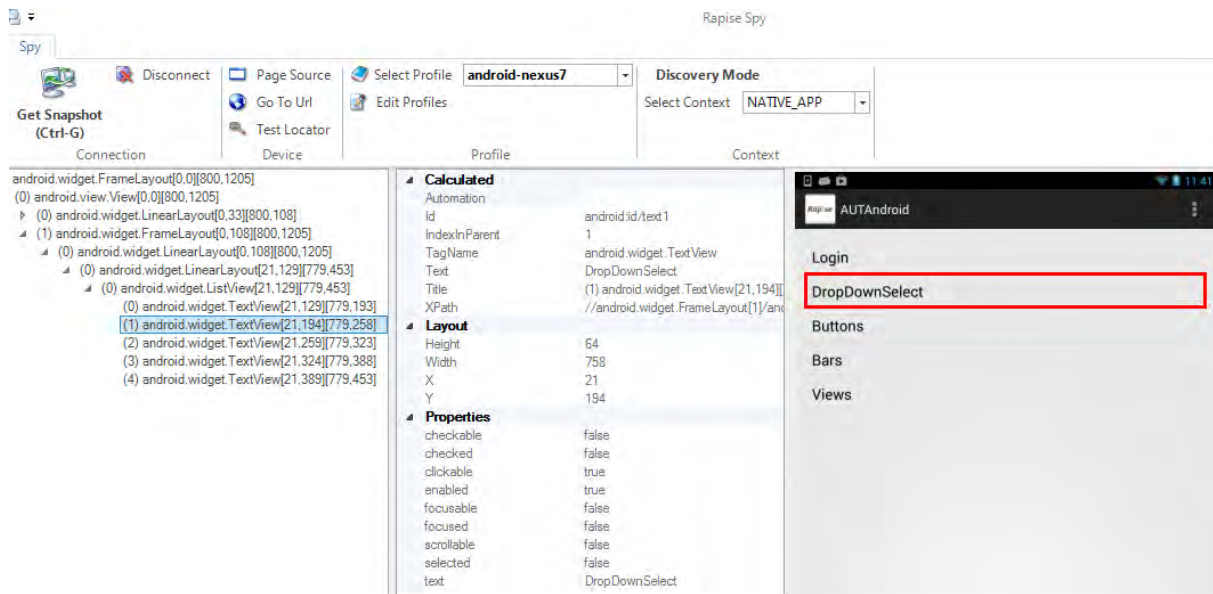 Rapise Spy
Spy
Get Snapshot
(Ctrl-G)
Disconnect
Connection
Page Source
Go To Url
Test Locator
Device
Select Profile android-nexus7
Edit Profiles
Profile
Discovery Mode
Select Context NATIVE_APP
Context
android.widget.FrameLayout[0,0][800,1205]
(0) android.view.View[0,0][800,1205]
(0) android.widget.LinearLayout[0,33][800,108]
(1) android.widget.FrameLayout[0,108][800,1205]
(0) android.widget.LinearLayout[0,108][800,1205]
(0) android.widget.LinearLayout[21,129][779,453]
(0) android.widget.ListView[21,129][779,453]
(0) android.widget.TextView[21,129][779,193]
(1) android.widget.TextView[21,194][779,258]
(2) android.widget.TextView[21,259][779,323]
(3) android.widget.TextView[21,324][779,388]
(4) android.widget.TextView[21,389][779,453]
Calculated
Automation
Id android:id/text1
IndexInParent 1
TagName android.widget.TextView
Text DropDownSelect
Title (1) android.widget.TextView[21,194][
XPath //android.widget.FrameLayout[1]/and
Layout
Height 64
Width 758
X 21
Y 194
Properties
checkable false
checked false
clickable true
enabled true
focusable false
focused false
scrollable false
selected false
text DropDownSelect
11:41
Rapise AUTAndroid
Login
DropDownSelect
Buttons
Bars
Views